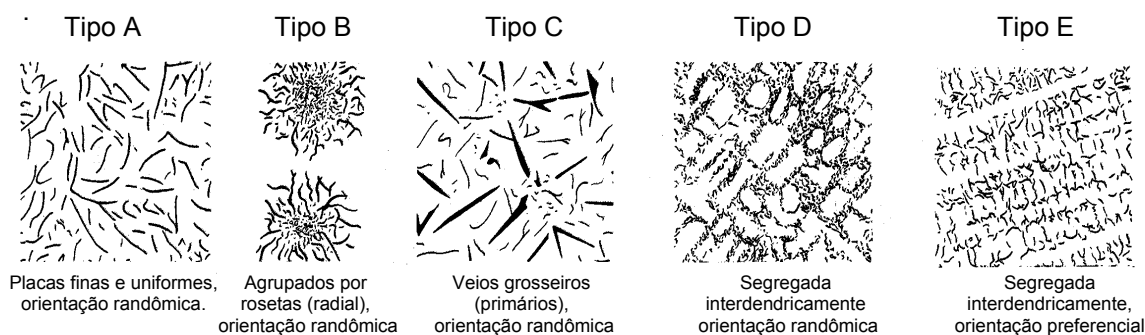 Tipo A
Tipo B
Tipo C
Tipo D
Tipo E
Placas finas e uniformes,
orientação randômica.
Agrupados por
rosetas (radial),
orientação randômica
Veios grosseiros
(primários),
orientação randômica
Segregada
interdendricamente
orientação randômica
Segregada
interdendricamente,
orientação preferencial